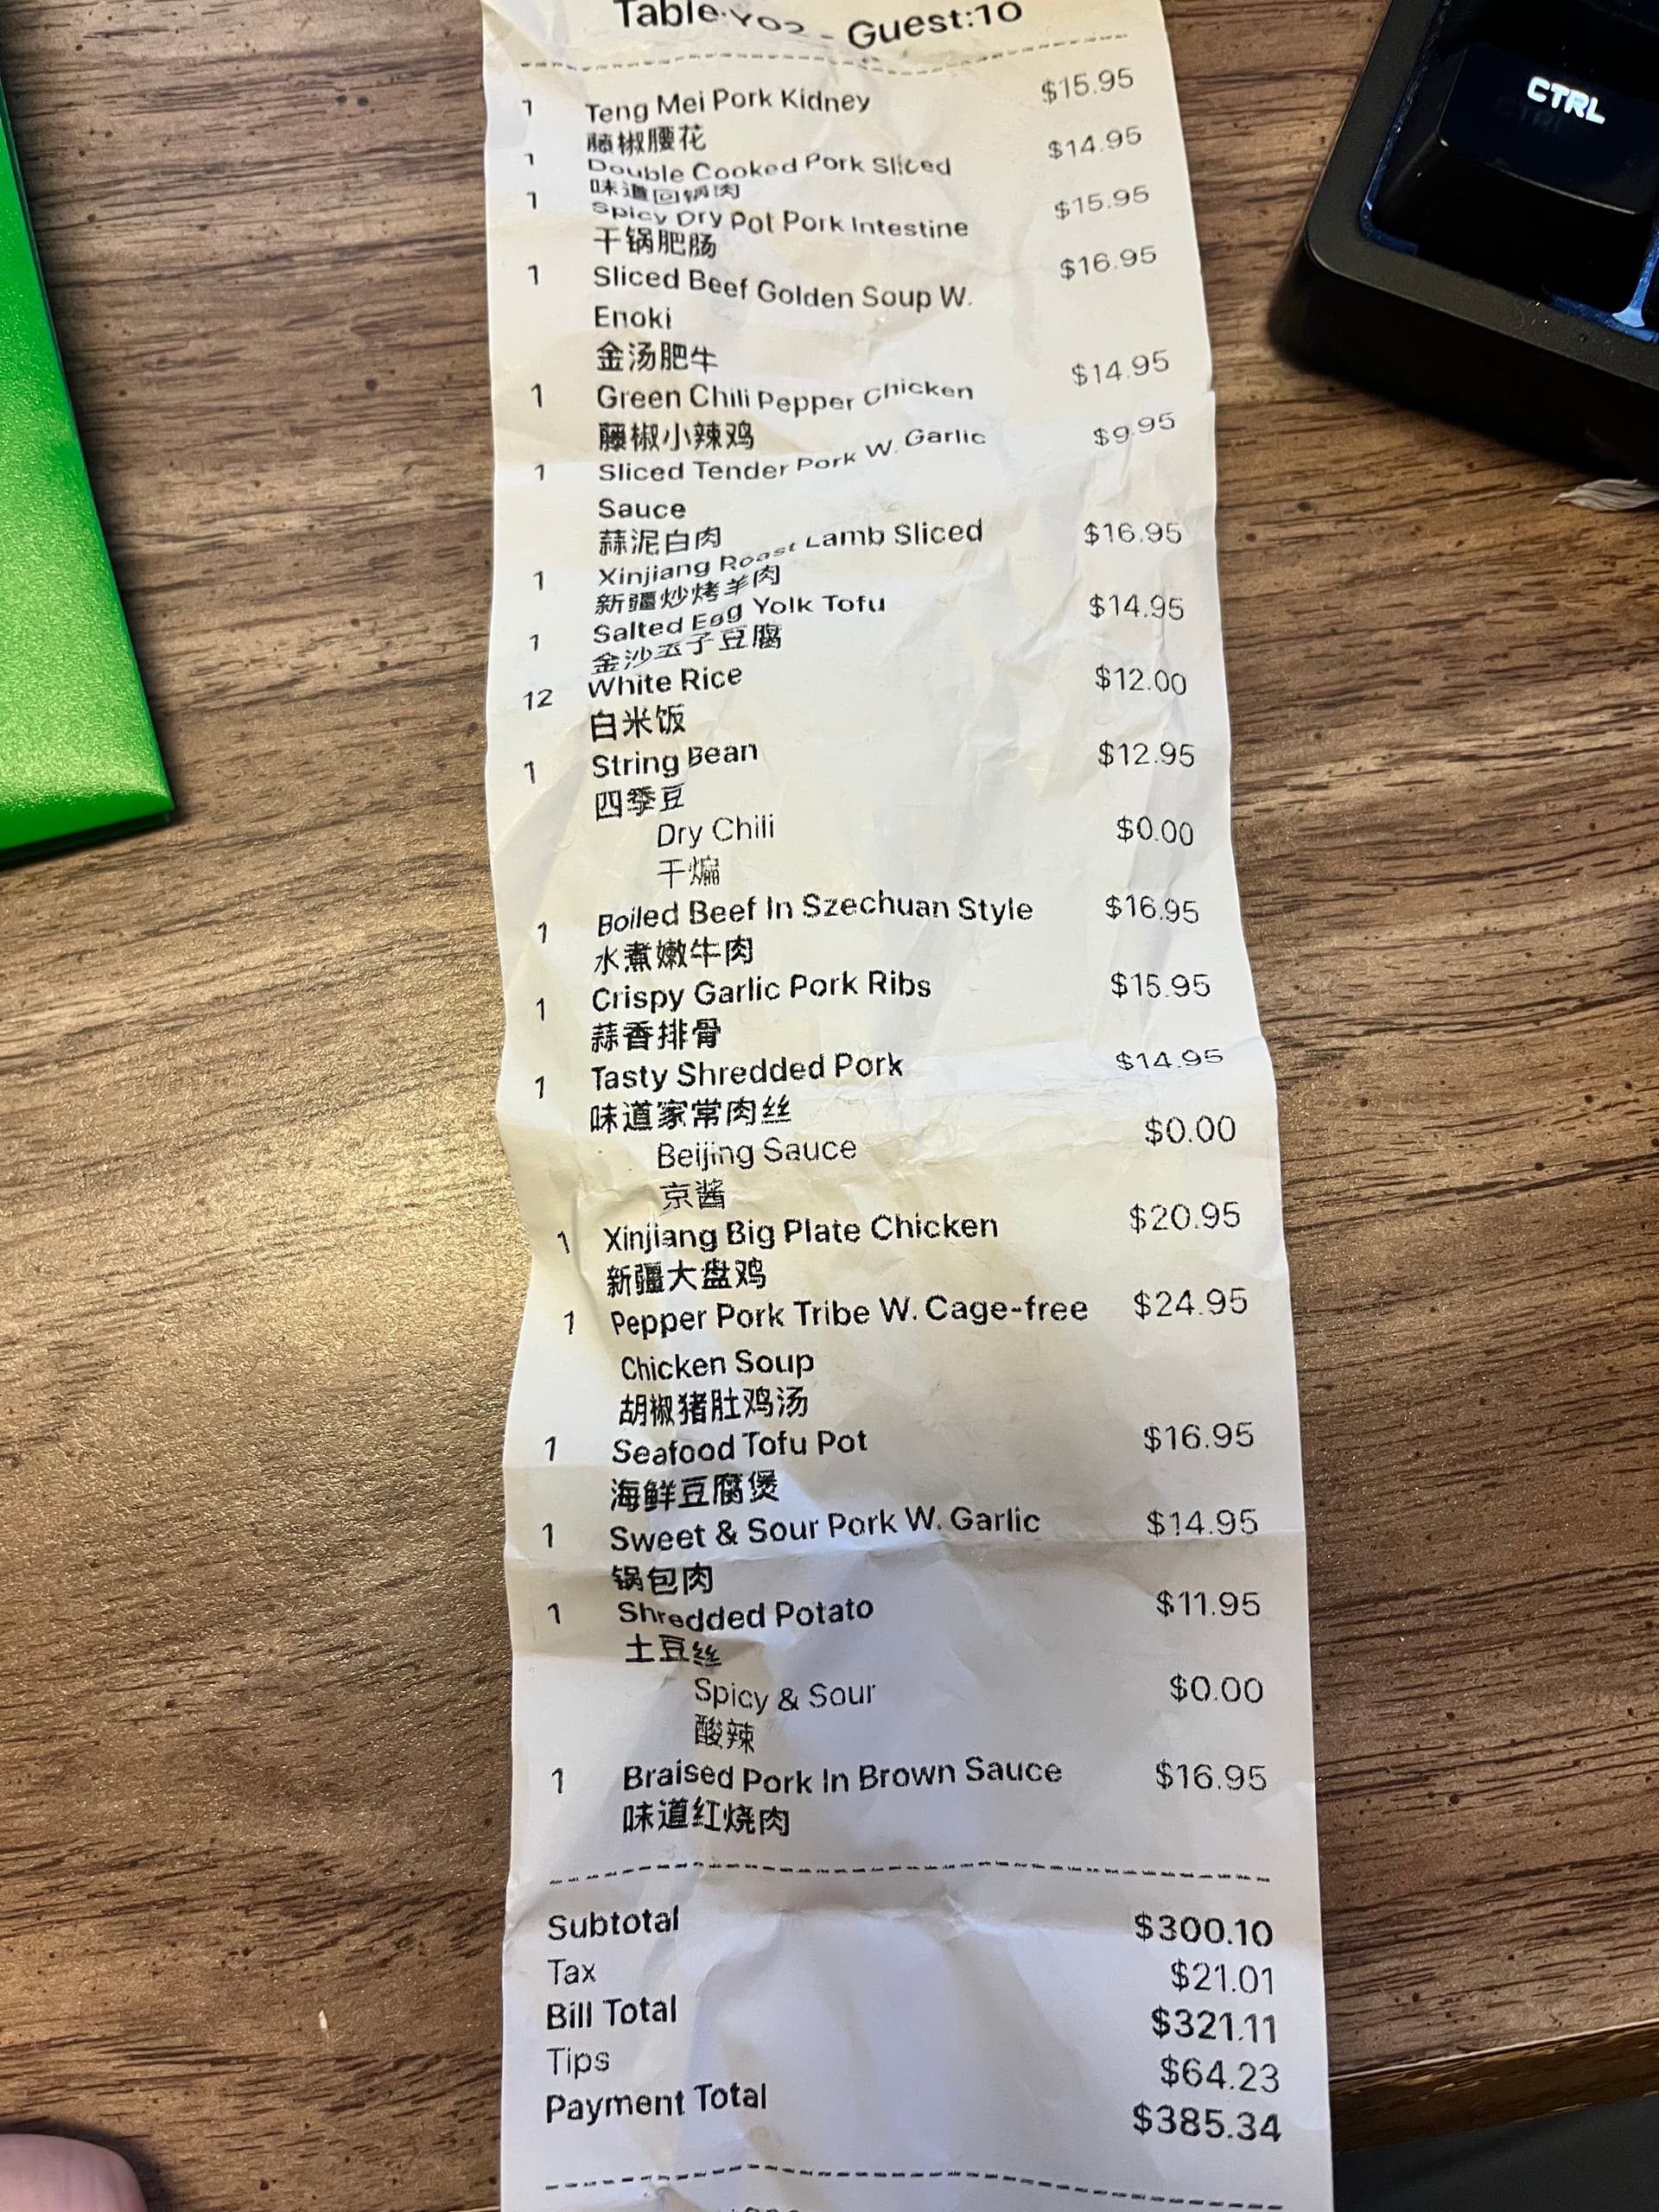 Table:Y02 - Guest:10
1 Teng Mei Pork Kidney $15.95
藤椒腰花
1 Double Cooked Pork Sliced $14.95
味道回锅肉
1 Spicy Dry Pot Pork Intestine $15.95
干锅肥肠
1 Sliced Beef Golden Soup W. $16.95
Enoki
金汤肥牛
1 Green Chili Pepper Chicken $14.95
藤椒小辣鸡
1 Sliced Tender Pork W. Garlic $9.95
Sauce
蒜泥白肉
1 Xinjiang Roast Lamb Sliced $16.95
新疆炒烤羊肉
1 Salted Egg Yolk Tofu $14.95
金沙玉子豆腐
12 White Rice $12.00
白米饭
1 String Bean $12.95
四季豆
Dry Chili $0.00
干煸
1 Boiled Beef In Szechuan Style $16.95
水煮嫩牛肉
1 Crispy Garlic Pork Ribs $15.95
蒜香排骨
1 Tasty Shredded Pork $14.95
味道家常肉丝
Beijing Sauce $0.00
京酱
1 Xinjiang Big Plate Chicken $20.95
新疆大盘鸡
1 Pepper Pork Tribe W. Cage-free $24.95
Chicken Soup
胡椒猪肚鸡汤
1 Seafood Tofu Pot $16.95
海鲜豆腐煲
1 Sweet & Sour Pork W. Garlic $14.95
锅包肉
1 Shredded Potato $11.95
土豆丝
Spicy & Sour $0.00
酸辣
1 Braised Pork In Brown Sauce $16.95
味道红烧肉
Subtotal $300.10
Tax $21.01
Bill Total $321.11
Tips $64.23
Payment Total $385.34
CTRL